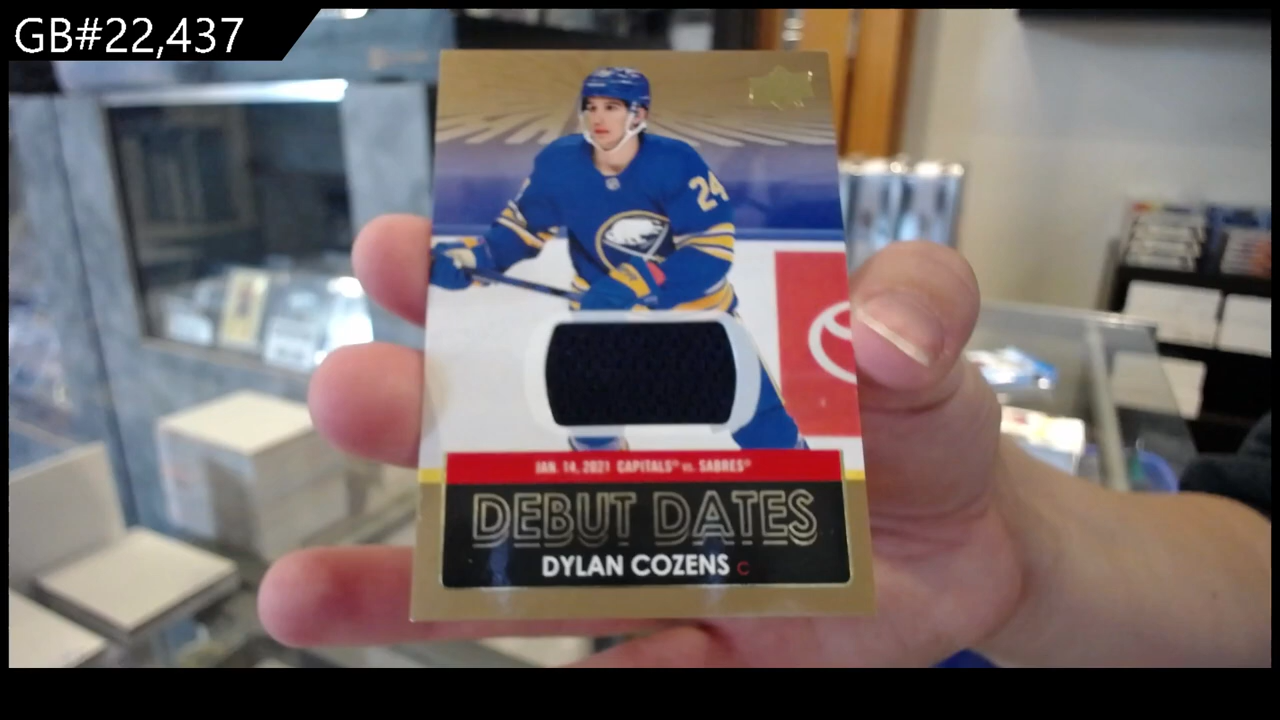 GB#22,437
24
JAN. 14, 2021 CAPITALS® vs. SABRES®
DEBUT DATES
DYLAN COZENS C